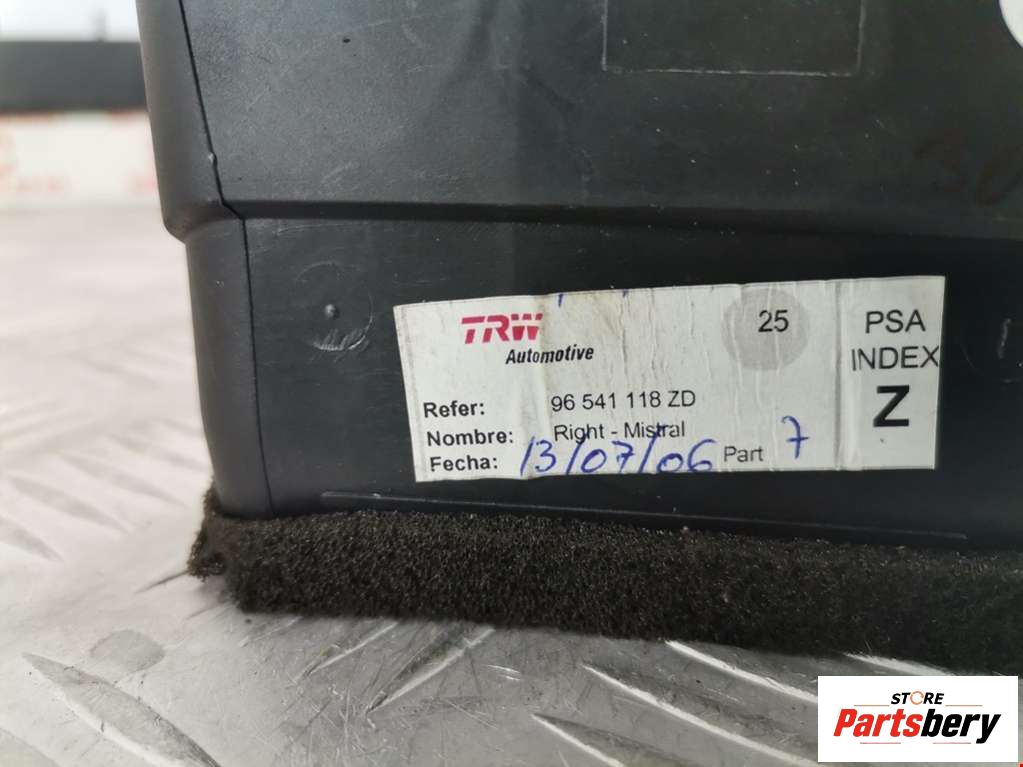 TRW
Automotive
25
PSA
INDEX
Z
Refer: 96 541 118 ZD
Nombre: Right - Mistral
Fecha: 13/07/06 Part 7
STORE
Partsbery